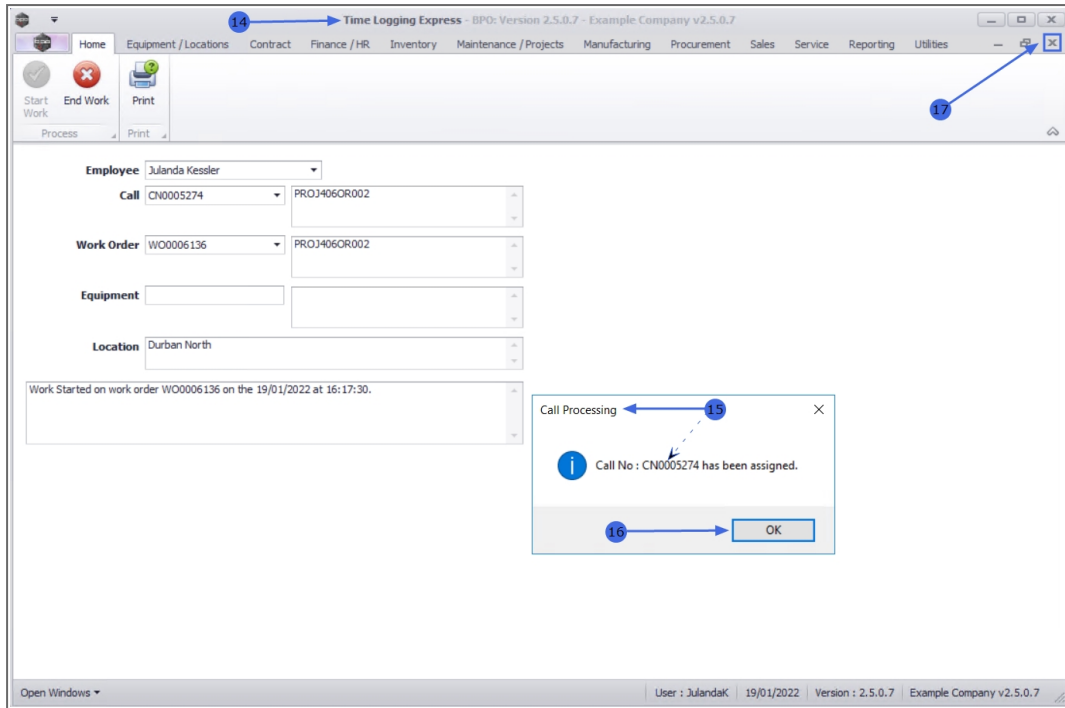 14
Time Logging Express - BPO: Version 2.5.0.7 - Example Company v2.5.0.7
Home Equipment / Locations Contract Finance / HR Inventory Maintenance / Projects Manufacturing Procurement Sales Service Reporting Utilities
Start Work
End Work
Print
17
Process
Print
Employee Julanda Kessler
Call CN0005274 PROJ406OR002
Work Order WO0006136 PROJ406OR002
Equipment
Location Durban North
Work Started on work order WO0006136 on the 19/01/2022 at 16:17:30.
Call Processing 15
Call No : CN0005274 has been assigned.
16 OK
Open Windows User : JulandaK 19/01/2022 Version : 2.5.0.7 Example Company v2.5.0.7